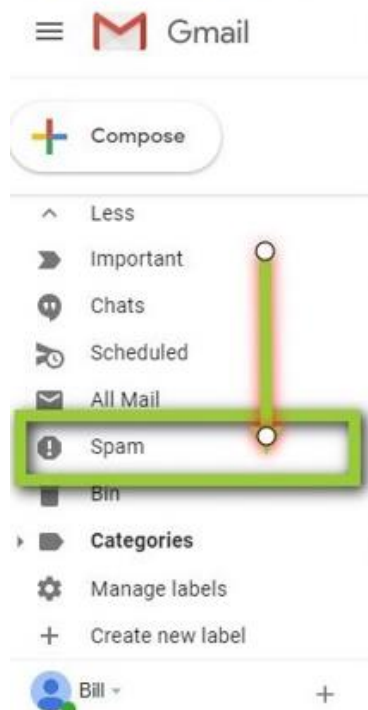 Gmail
Compose
Less
Important
Chats
Scheduled
All Mail
Spam
Bin
Categories
Manage labels
Create new label
Bill